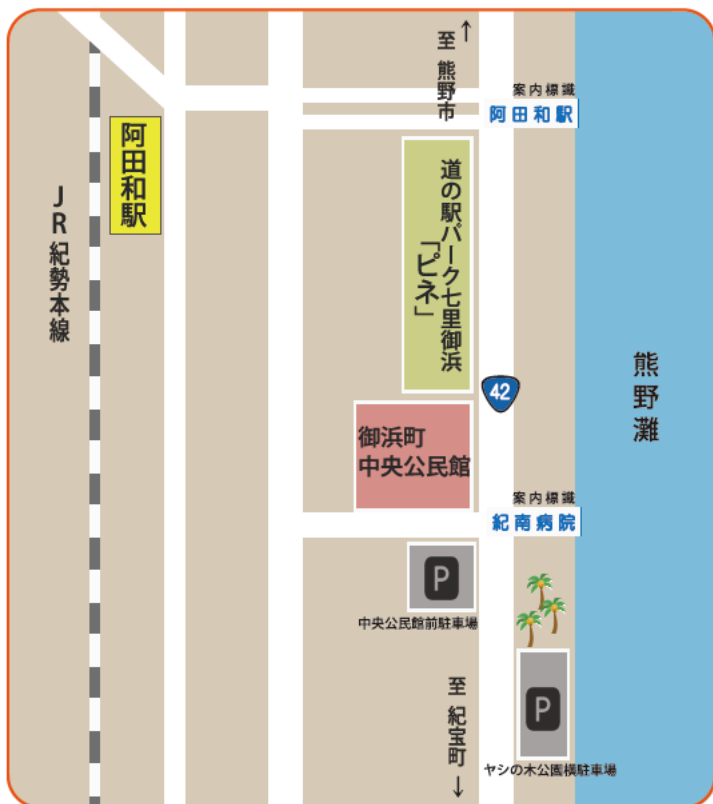 至 熊野市
↑
案内標識
阿田和駅
阿田和駅
JR紀勢本線
道の駅パーク七里御浜
「ピネ」
42
熊野灘
御浜町
中央公民館
案内標識
紀南病院
P
中央公民館前駐車場
至 紀宝町
↓
P
ヤシの木公園横駐車場